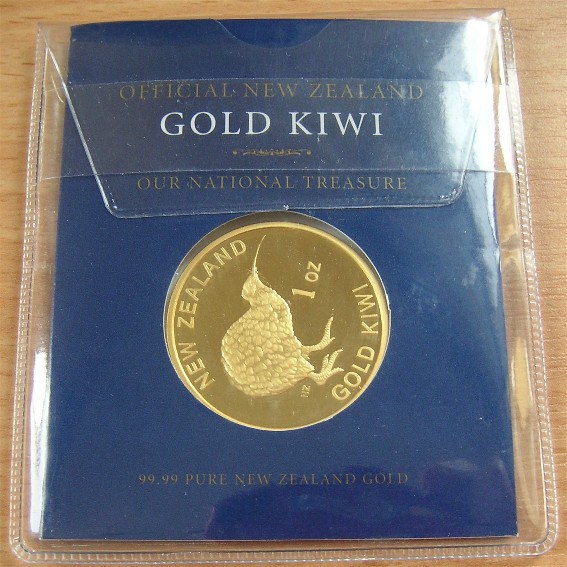 OFFICIAL NEW ZEALAND
GOLD KIWI
OUR NATIONAL TREASURE
NEW ZEALAND
1 OZ
GOLD KIWI
99.99 PURE NEW ZEALAND GOLD